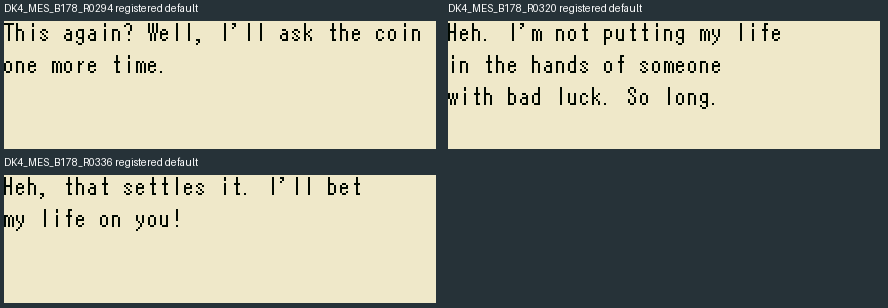 DK4_MES_B178_R0294 registered default
This again? Well, I'll ask the coin
one more time.
DK4_MES_B178_R0320 registered default
Heh. I'm not putting my life
in the hands of someone
with bad luck. So long.
DK4_MES_B178_R0336 registered default
Heh, that settles it. I'll bet
my life on you!